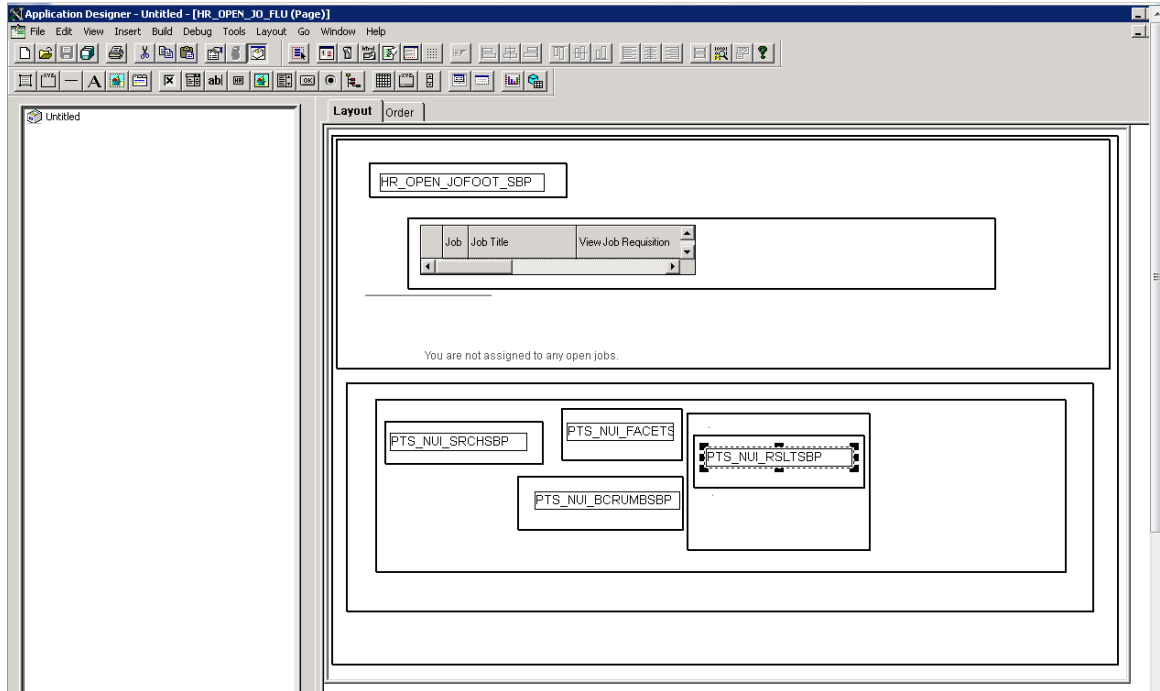 Application Designer - Untitled - [HR_OPEN_JO_FLU (Page)]
File Edit View Insert Build Debug Tools Layout Go Window Help
Untitled
Layout Order
HR_OPEN_JOFOOT_SBP
Job Job Title View Job Requisition
You are not assigned to any open jobs.
PTS_NUI_SRCHSBP
PTS_NUI_FACETS
PTS_NUI_RSLTSBP
PTS_NUI_BCRUMBSBP